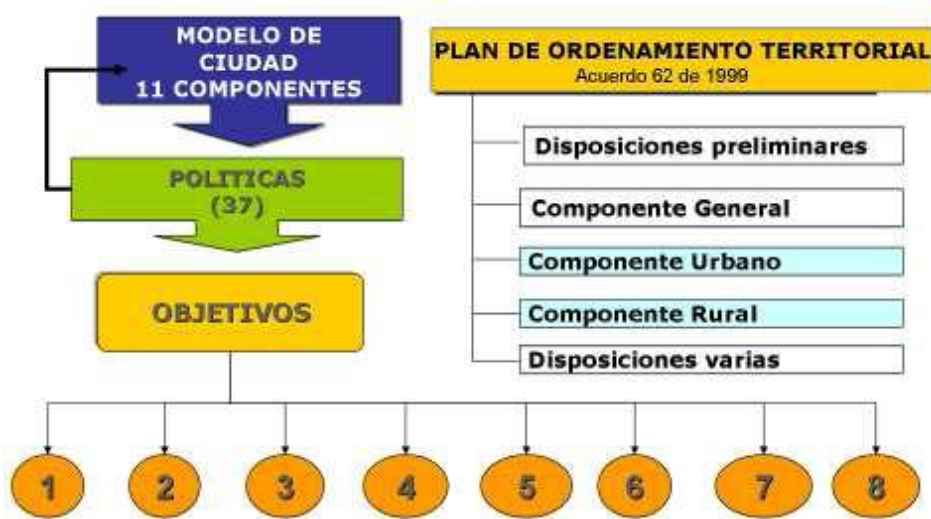 MODELO DE
CIUDAD
11 COMPONENTES
POLITICAS
(37)
OBJETIVOS
PLAN DE ORDENAMIENTO TERRITORIAL
Acuerdo 62 de 1999
Disposiciones preliminares
Componente General
Componente Urbano
Componente Rural
Disposiciones varias
1 2 3 4 5 6 7 8